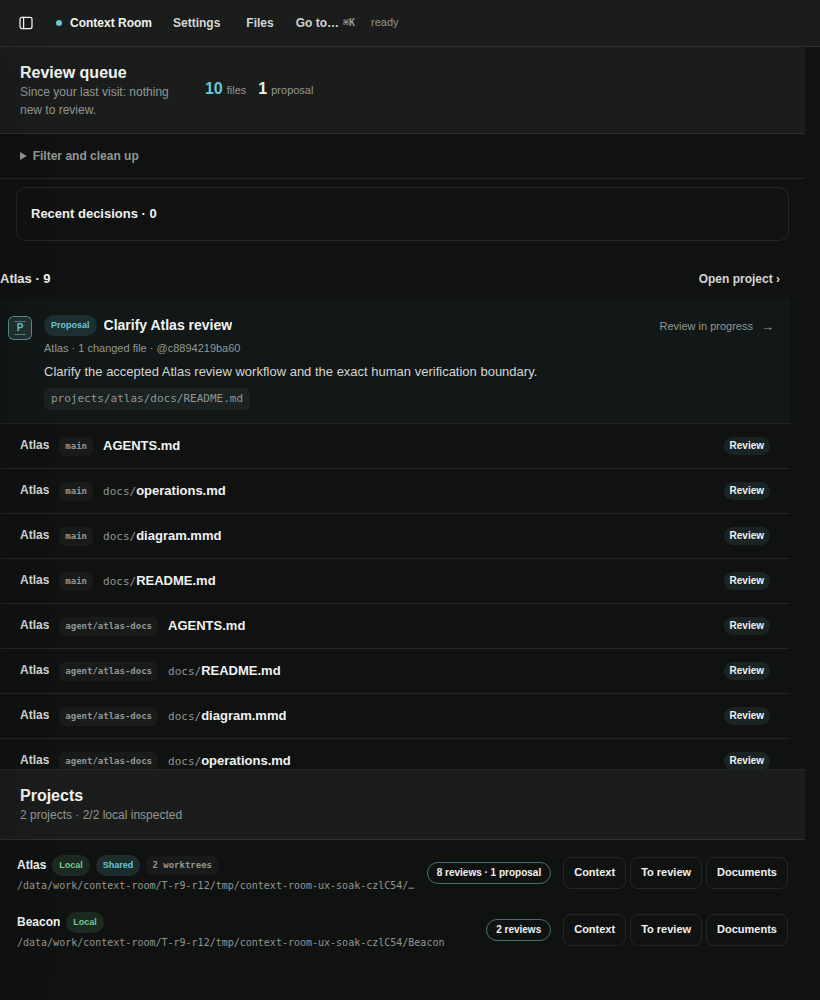 Context Room Settings Files Go to… ⌘K ready
Review queue
Since your last visit: nothing
new to review.
10 files 1 proposal
▶ Filter and clean up
Recent decisions · 0
Atlas · 9 Open project ›
P Proposal Clarify Atlas review Review in progress →
Atlas · 1 changed file · @c8894219ba60
Clarify the accepted Atlas review workflow and the exact human verification boundary.
projects/atlas/docs/README.md
Atlas main AGENTS.md Review
Atlas main docs/operations.md Review
Atlas main docs/diagram.mmd Review
Atlas main docs/README.md Review
Atlas agent/atlas-docs AGENTS.md Review
Atlas agent/atlas-docs docs/README.md Review
Atlas agent/atlas-docs docs/diagram.mmd Review
Atlas agent/atlas-docs docs/operations.md Review
Projects
2 projects · 2/2 local inspected
Atlas Local Shared 2 worktrees 8 reviews · 1 proposal Context To review Documents
/data/work/context-room/T-r9-r12/tmp/context-room-ux-soak-czlC54/…
Beacon Local 2 reviews Context To review Documents
/data/work/context-room/T-r9-r12/tmp/context-room-ux-soak-czlC54/Beacon